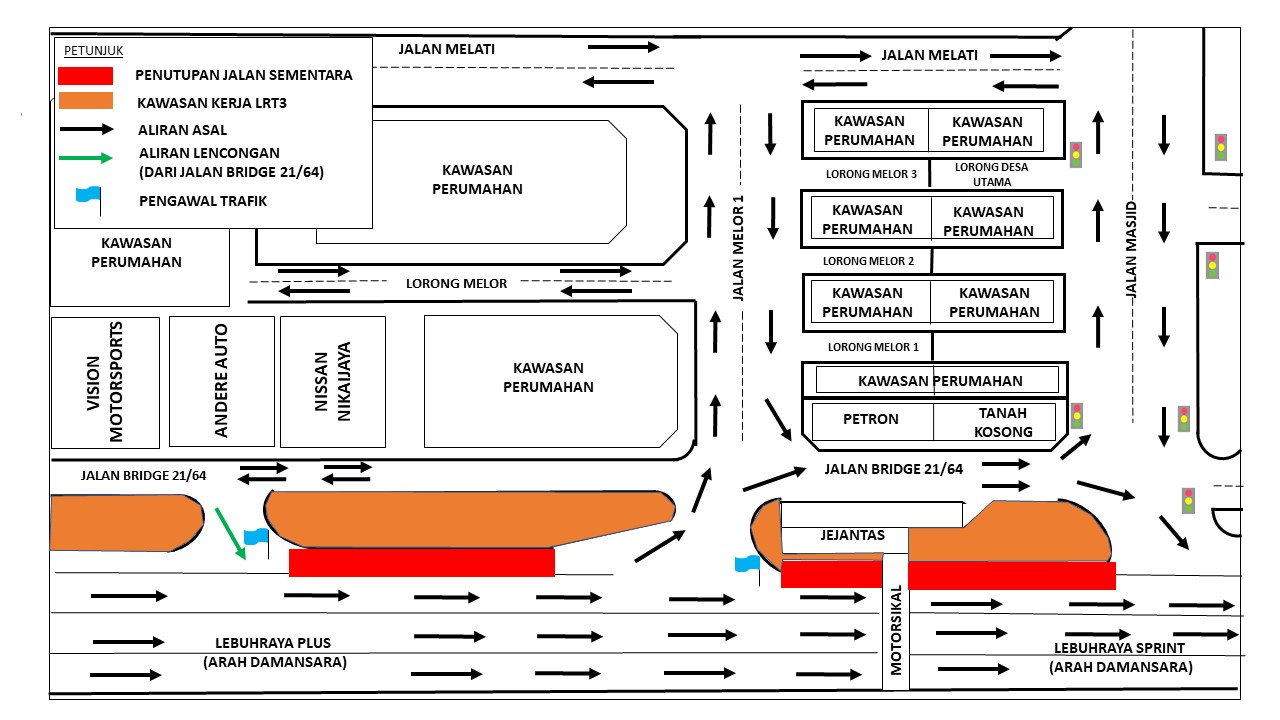 PETUNJUK
PENUTUPAN JALAN SEMENTARA
KAWASAN KERJA LRT3
ALIRAN ASAL
ALIRAN LENCONGAN
(DARI JALAN BRIDGE 21/64)
PENGAWAL TRAFIK
JALAN MELATI
JALAN MELATI
KAWASAN
PERUMAHAN
KAWASAN
PERUMAHAN
KAWASAN
PERUMAHAN
LORONG MELOR 3
LORONG DESA
UTAMA
KAWASAN
PERUMAHAN
KAWASAN
PERUMAHAN
KAWASAN
PERUMAHAN
JALAN MELOR 1
JALAN MASJID
LORONG MELOR
LORONG MELOR 2
KAWASAN
PERUMAHAN
KAWASAN
PERUMAHAN
LORONG MELOR 1
VISION
MOTORSPORTS
ANDERE AUTO
NISSAN
NIKAIJAYA
KAWASAN
PERUMAHAN
KAWASAN PERUMAHAN
PETRON
TANAH
KOSONG
JALAN BRIDGE 21/64
JALAN BRIDGE 21/64
JEJANTAS
MOTORSIKAL
LEBUHRAYA PLUS
(ARAH DAMANSARA)
LEBUHRAYA SPRINT
(ARAH DAMANSARA)